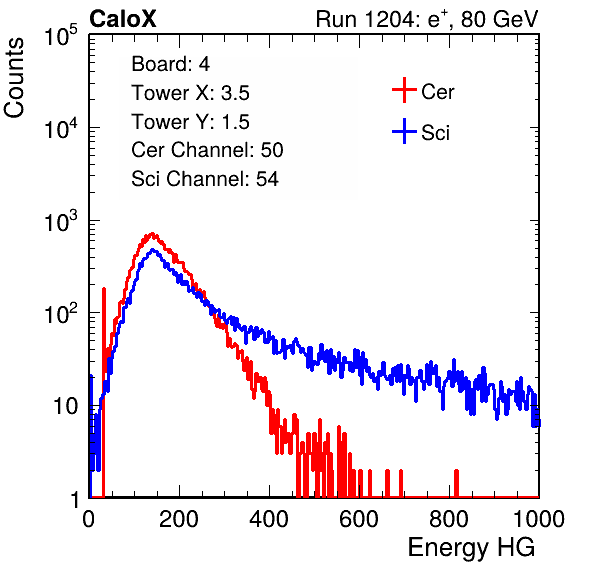 CaloX Run 1204: e⁺, 80 GeV
Counts
10⁵
10⁴
10³
10²
10
1
Board: 4
Tower X: 3.5
Tower Y: 1.5
Cer Channel: 50
Sci Channel: 54
Cer
Sci
0 200 400 600 800 1000
Energy HG